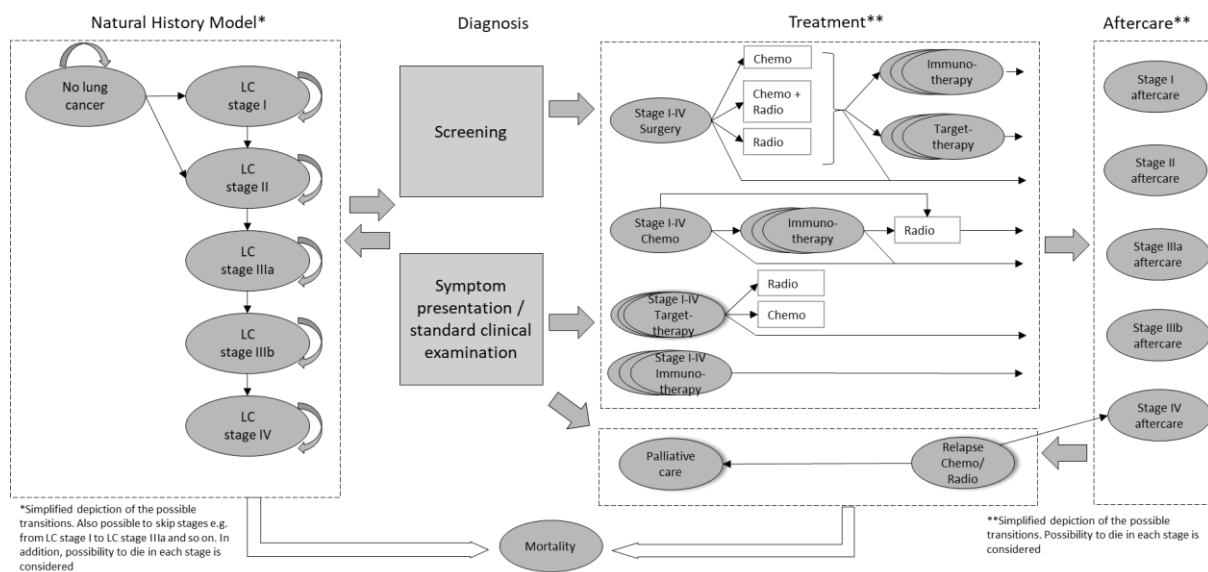 Natural History Model*
No lung
cancer
LC
stage I
LC
stage II
LC
stage IIIa
LC
stage IIIb
LC
stage IV
*Simplified depiction of the possible
transitions. Also possible to skip stages e.g.
from LC stage I to LC stage IIIa and so on. In
addition, possibility to die in each stage is
considered
Diagnosis
Screening
Symptom
presentation /
standard clinical
examination
Treatment**
Stage I-IV
Surgery
Chemo
Chemo +
Radio
Radio
Immuno-
therapy
Target-
therapy
Stage I-IV
Chemo
Immuno-
therapy
Radio
Stage I-IV
Target-
therapy
Radio
Chemo
Stage I-IV
Immuno-
therapy
Palliative
care
Relapse
Chemo/
Radio
Mortality
Aftercare**
Stage I
aftercare
Stage II
aftercare
Stage IIIa
aftercare
Stage IIIb
aftercare
Stage IV
aftercare
**Simplified depiction of the possible
transitions. Possibility to die in each stage is
considered